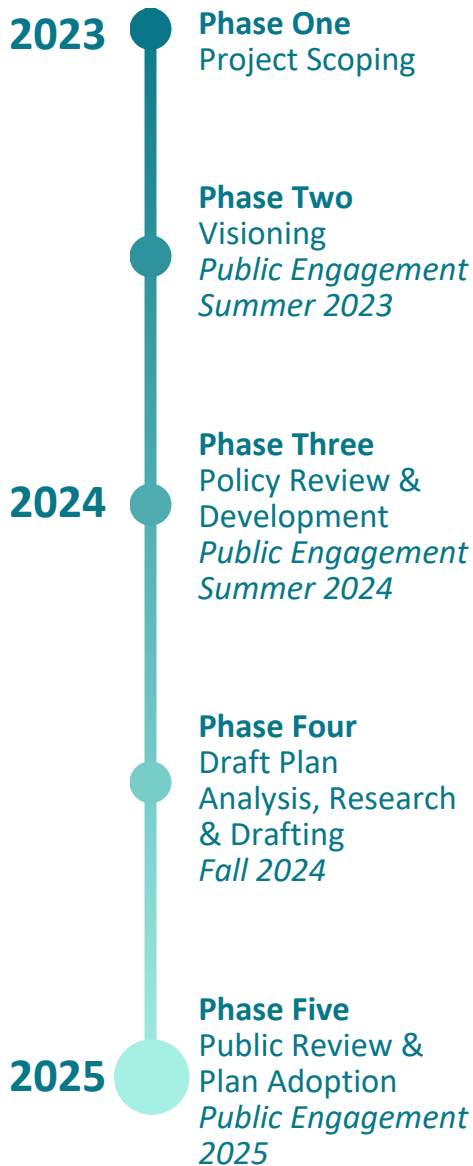 2023
Phase One
Project Scoping
Phase Two
Visioning
Public Engagement
Summer 2023
2024
Phase Three
Policy Review &
Development
Public Engagement
Summer 2024
Phase Four
Draft Plan
Analysis, Research
& Drafting
Fall 2024
2025
Phase Five
Public Review &
Plan Adoption
Public Engagement
2025